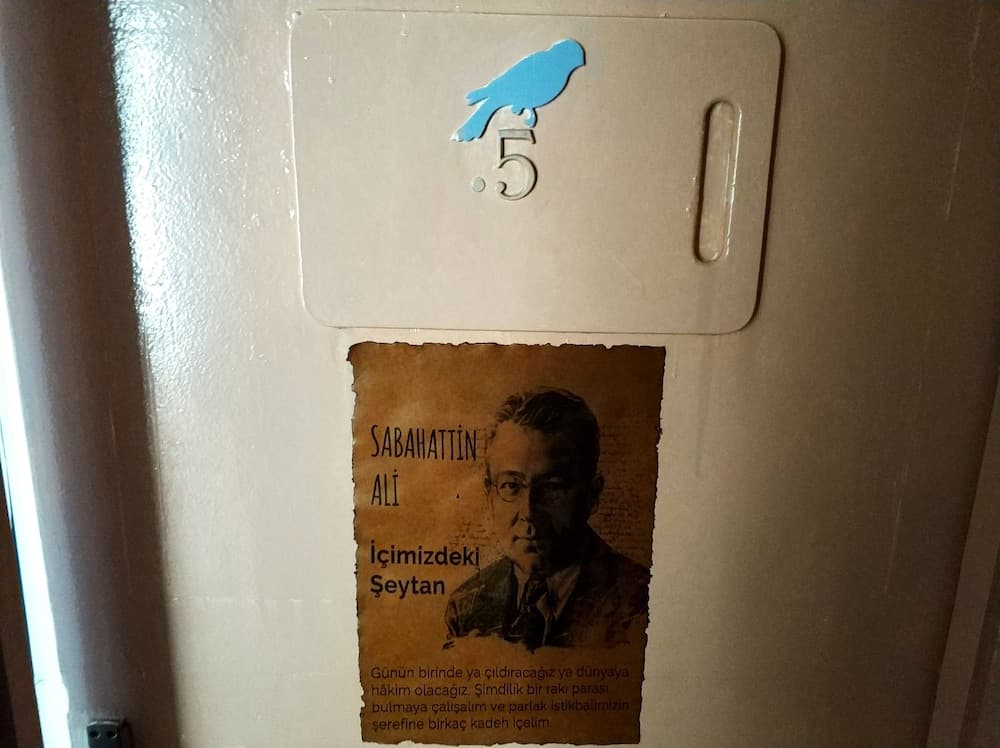 .5
SABAHATTİN
ALİ
İçimizdeki
Şeytan
Günün birinde ya çıldıracağız ya dünyaya
hâkim olacağız. Şimdilik bir rakı parası
bulmaya çalışalım ve parlak istikbalimizin
şerefine birkaç kadeh içelim.